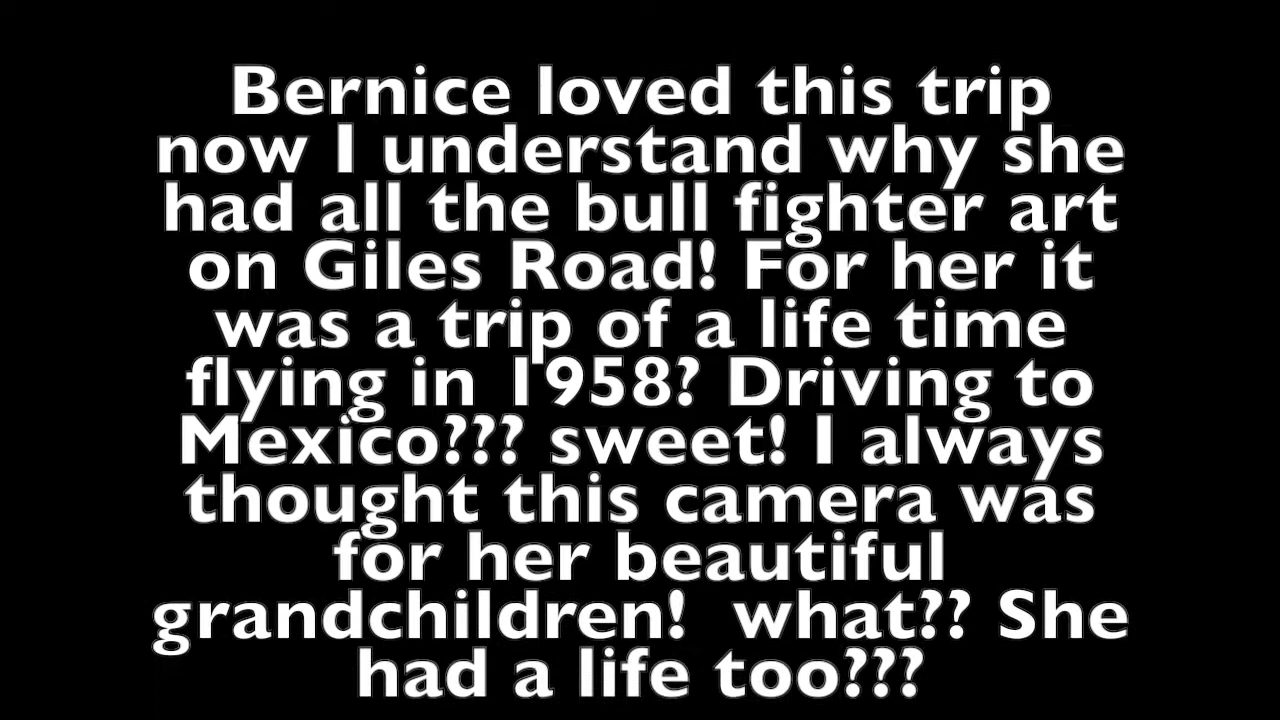 Bernice loved this trip
now I understand why she
had all the bull fighter art
on Giles Road! For her it
was a trip of a life time
flying in 1958? Driving to
Mexico??? sweet! I always
thought this camera was
for her beautiful
grandchildren!  what?? She
had a life too???